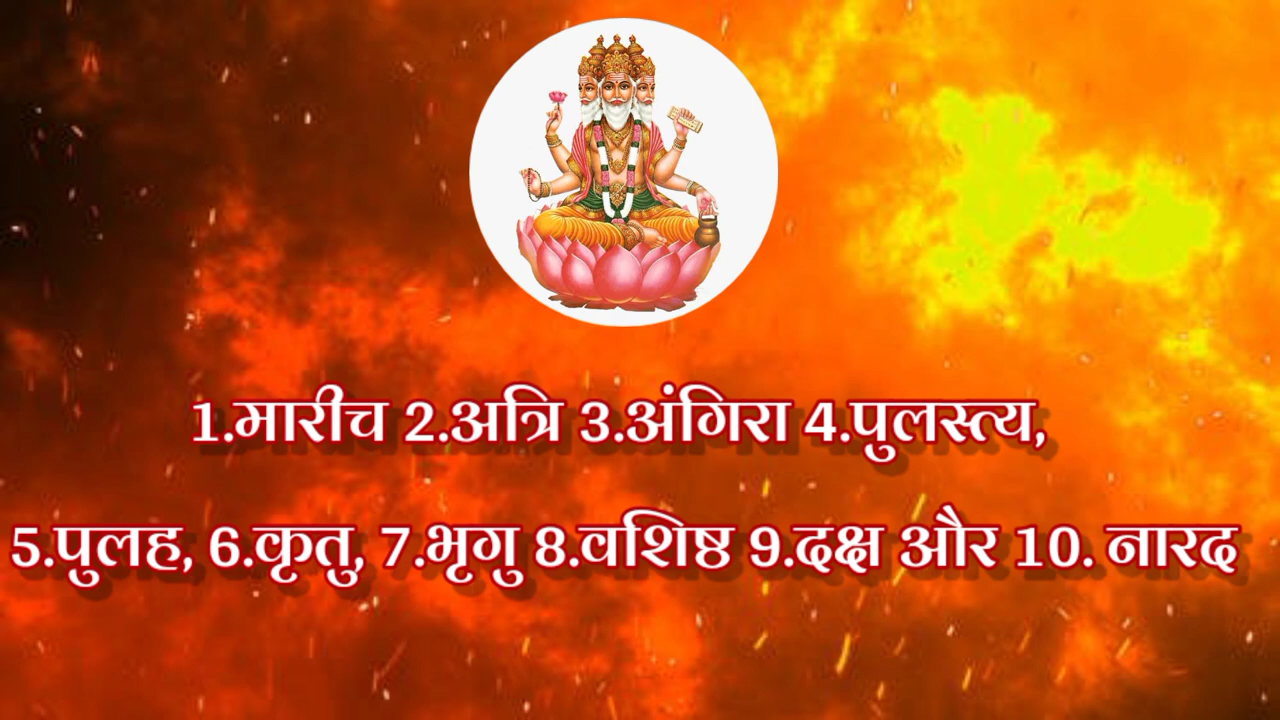 1.मारीच 2.अत्रि 3.अंगिरा 4.पुलस्त्य,
5.पुलह, 6.कृतु, 7.भृगु 8.वशिष्ठ 9.दक्ष और 10. नारद